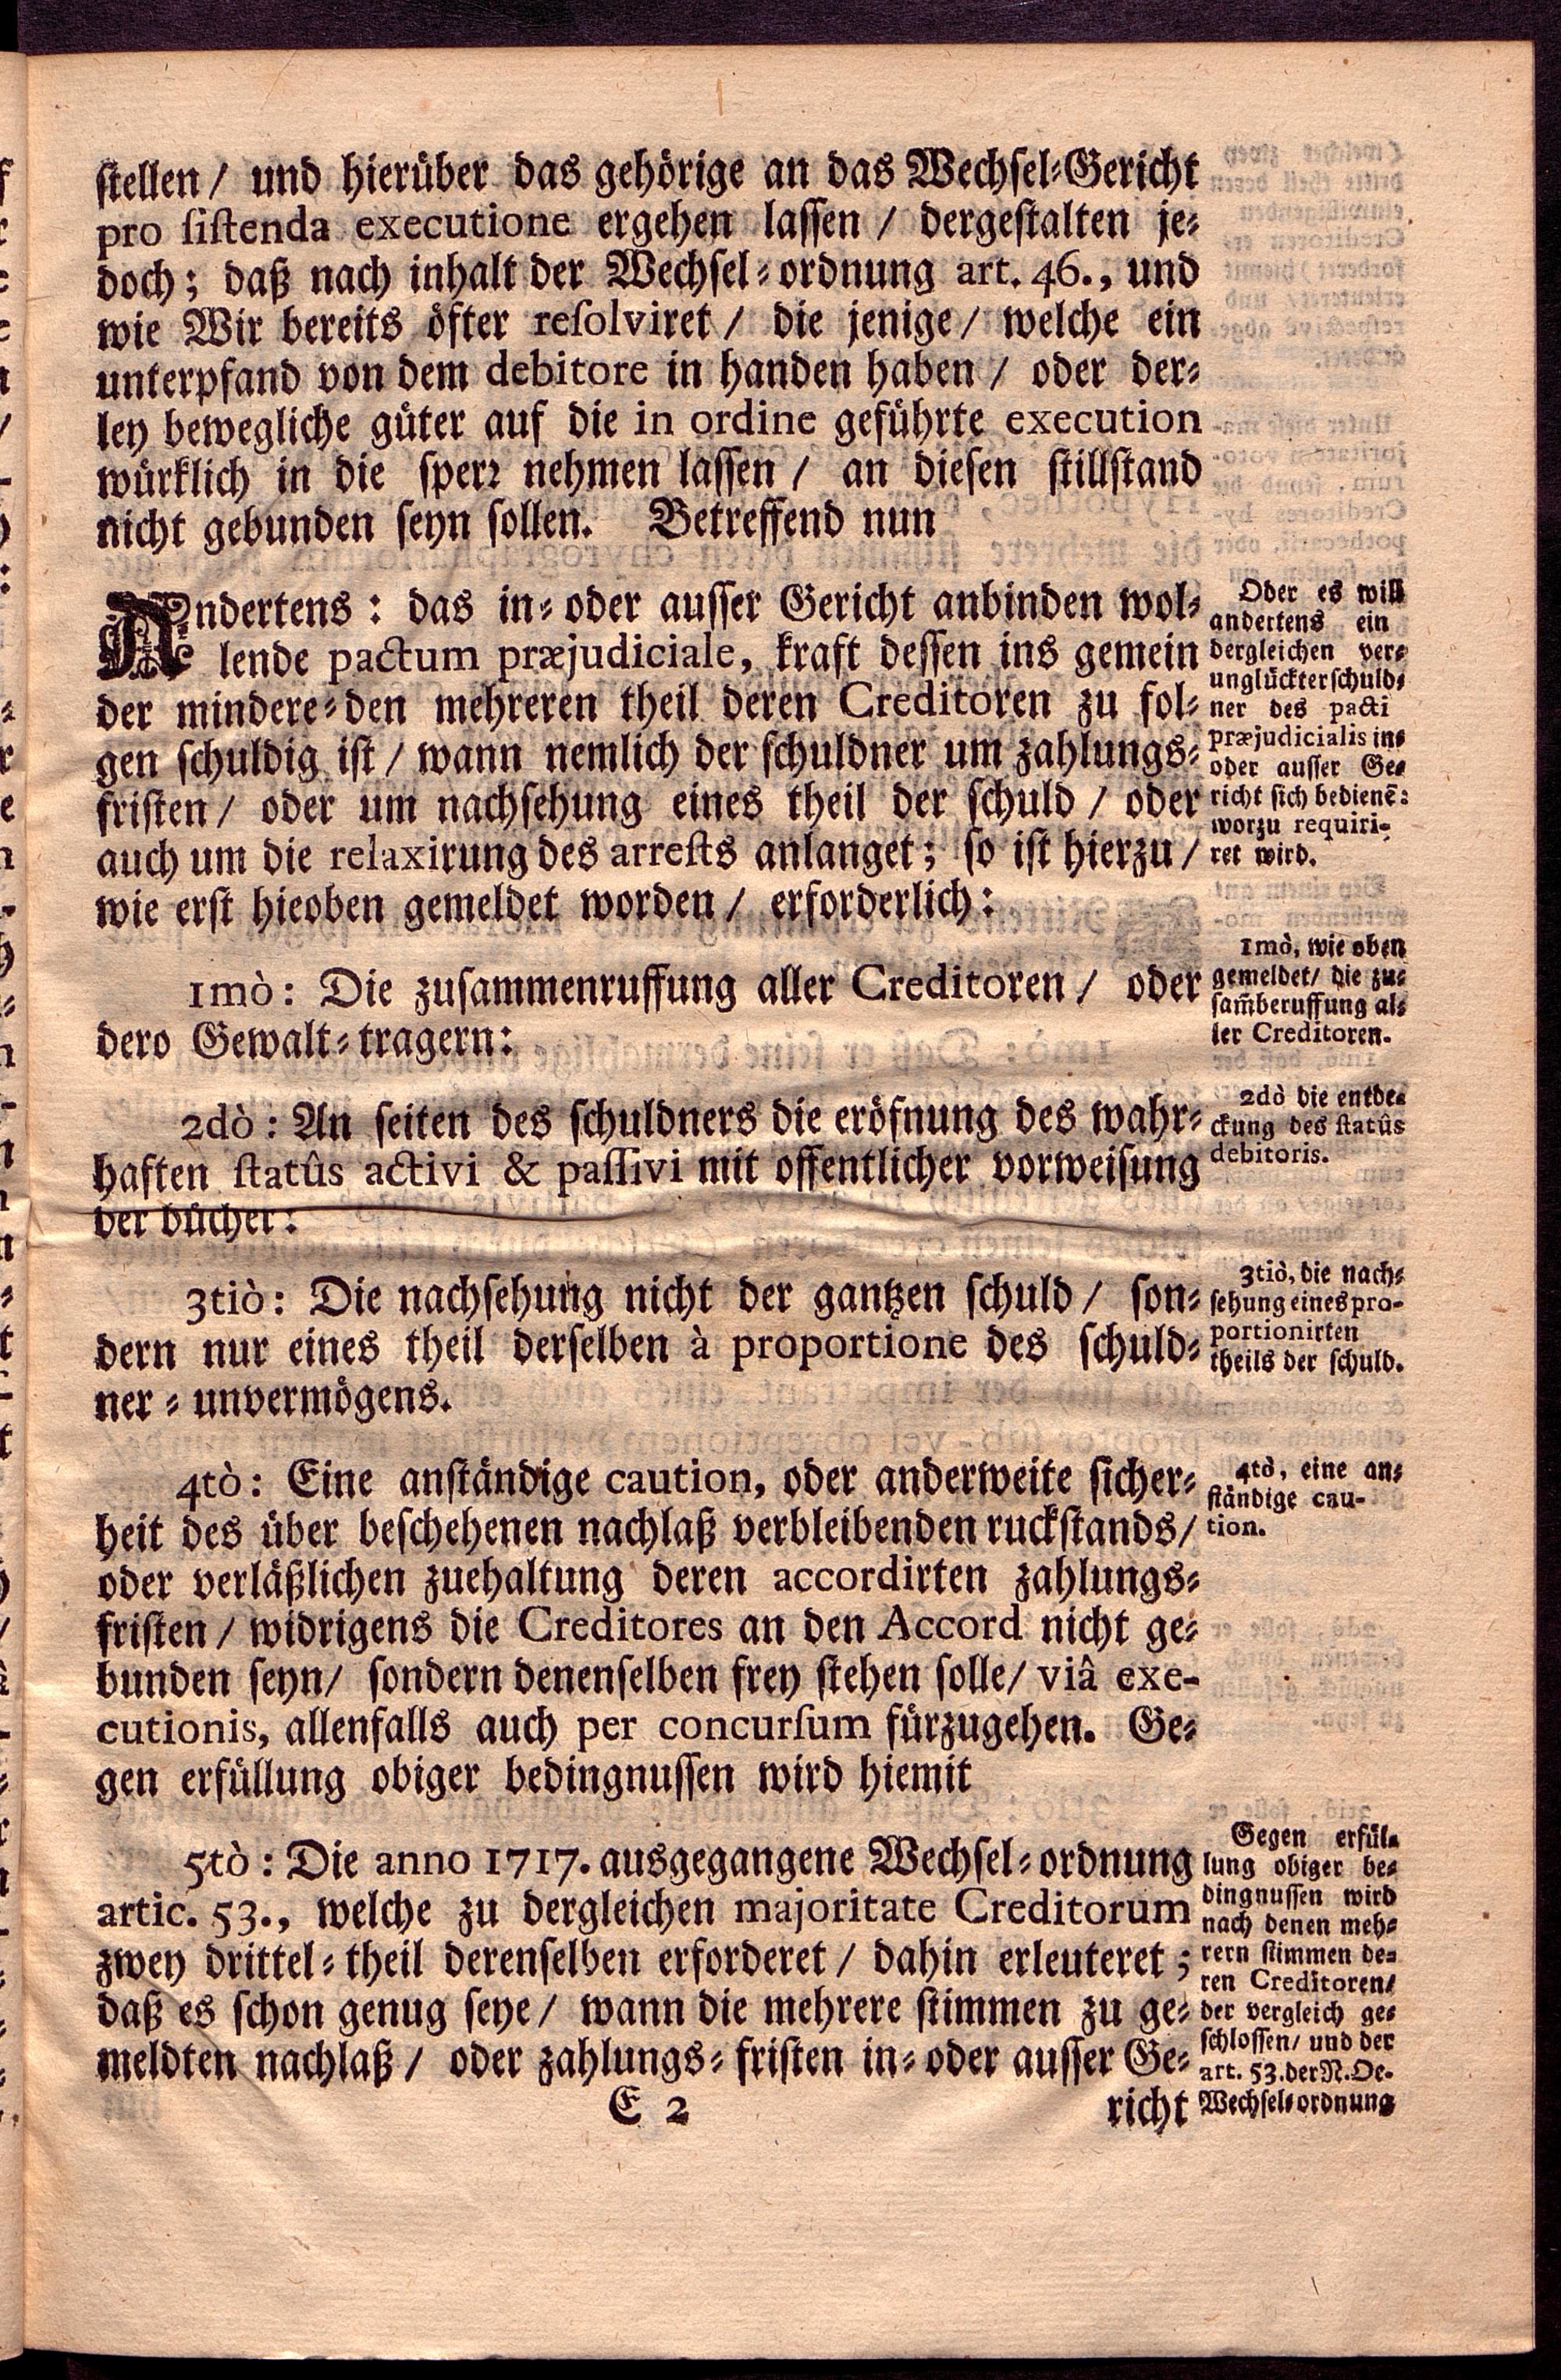 stellen / und hierüber das gehörige an das Wechsel-Gericht
pro sistenda executione ergehen lassen / dergestalten je-
doch; daß nach inhalt der Wechsel-ordnung art. 46., und
wie Wir bereits öfter resolviret / die jenige / welche ein
unterpfand von dem debitore in handen haben / oder der-
ley bewegliche güter auf die in ordine geführte execution
würklich in die sperr nehmen lassen / an diesen stillstand
nicht gebunden seyn sollen. Betreffend nun
Andertens: das in-oder ausser Gericht anbinden wol-
lende pactum præjudiciale, kraft dessen ins gemein
der mindere-den mehreren theil deren Creditoren zu fol-
gen schuldig ist / wann nemlich der schuldner um zahlungs-
fristen / oder um nachsehung eines theil der schuld / oder
auch um die relaxirung des arrests anlanget; so ist hierzu /
wie erst hieoben gemeldet worden / erforderlich:
Oder es will
andertens ein
dergleichen ver-
unglückter schuld-
ner des pacti
præjudicialis in-
oder ausser Ge-
richt sich bedienē:
worzu requiri-
ret wird.
1mò: Die zusammenruffung aller Creditoren / oder
dero Gewalt-tragern:
1mò, wie oben
gemeldet / die zu-
sam̄beruffung al-
ler Creditoren.
2dò: An seiten des schuldners die eröfnung des wahr-
haften statûs activi & passivi mit offentlicher vorweisung
der bücher:
2dò die entde-
ckung des statûs
debitoris.
3tiò: Die nachsehung nicht der gantzen schuld / son-
dern nur eines theil derselben à proportione des schuld-
ner-unvermögens.
3tiò, die nach-
sehung eines pro-
portionirten
theils der schuld.
4tò: Eine anständige caution, oder anderweite sicher-
heit des über beschehenen nachlaß verbleibenden ruckstands /
oder verläßlichen zuehaltung deren accordirten zahlungs-
fristen / widrigens die Creditores an den Accord nicht ge-
bunden seyn / sondern denenselben frey stehen solle / viâ exe-
cutionis, allenfalls auch per concursum fürzugehen. Ge-
gen erfüllung obiger bedingnussen wird hiemit
4tò, eine an-
ständige cau-
tion.
5tò: Die anno 1717. ausgegangene Wechsel-ordnung
artic. 53., welche zu dergleichen majoritate Creditorum
zwey drittel-theil derenselben erforderet / dahin erleuteret;
daß es schon genug seye / wann die mehrere stimmen zu ge-
meldten nachlaß / oder zahlungs-fristen in-oder ausser Ge-
Gegen erfül-
lung obiger be-
dingnussen wird
nach denen meh-
rern stimmen de-
ren Creditoren /
der vergleich ge-
schlossen / und der
art. 53. der N. Oe.
Wechsel-ordnung
E 2
richt